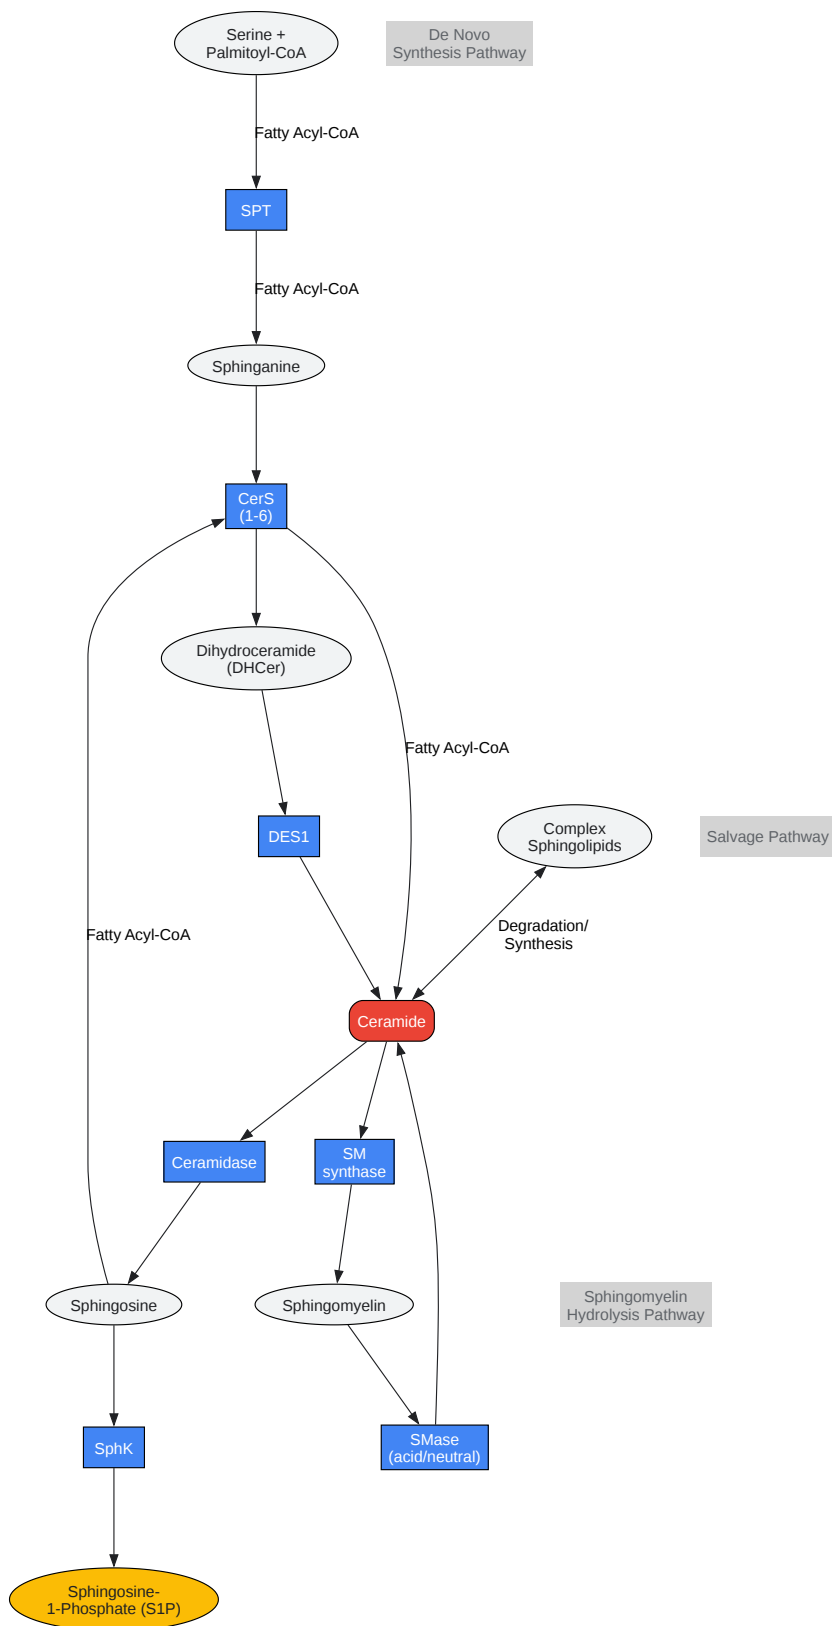 Serine +
Palmitoyl-CoA
De Novo
Synthesis Pathway
Fatty Acyl-CoA
SPT
Fatty Acyl-CoA
Sphinganine
CerS
(1-6)
Dihydroceramide
(DHCer)
Fatty Acyl-CoA
DES1
Complex
Sphingolipids
Salvage Pathway
Fatty Acyl-CoA
Degradation/
Synthesis
Ceramide
Ceramidase
SM
synthase
Sphingosine
Sphingomyelin
Sphingomyelin
Hydrolysis Pathway
SphK
SMase
(acid/neutral)
Sphingosine-
1-Phosphate (S1P)